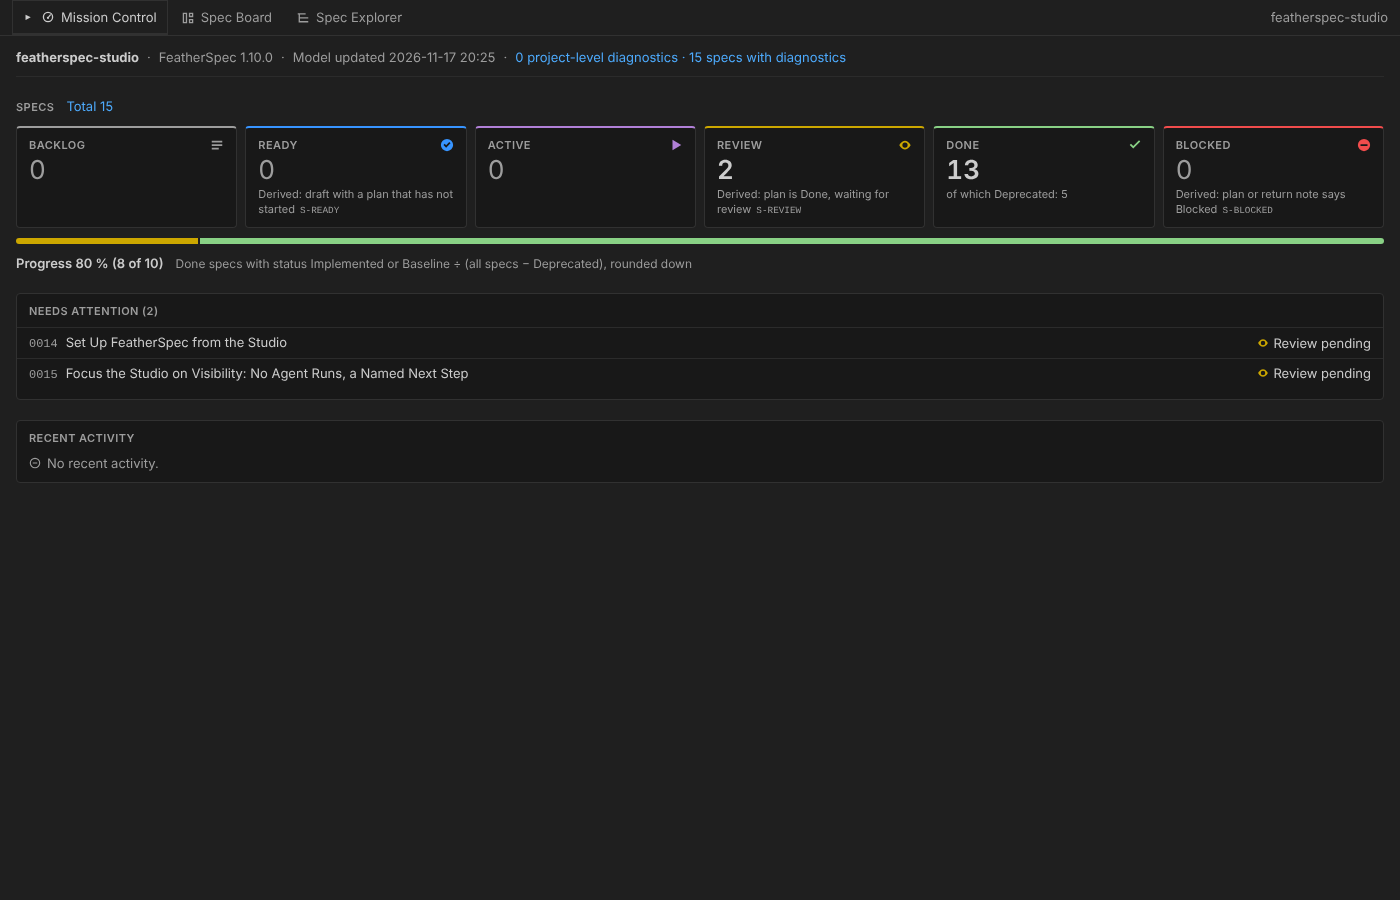 Mission Control
Spec Board
Spec Explorer
featherspec-studio
featherspec-studio · FeatherSpec 1.10.0 · Model updated 2026-11-17 20:25 · 0 project-level diagnostics · 15 specs with diagnostics
SPECS Total 15
BACKLOG
0
READY
0
Derived: draft with a plan that has not
started S-READY
ACTIVE
0
REVIEW
2
Derived: plan is Done, waiting for
review S-REVIEW
DONE
13
of which Deprecated: 5
BLOCKED
0
Derived: plan or return note says
Blocked S-BLOCKED
Progress 80 % (8 of 10) Done specs with status Implemented or Baseline ÷ (all specs − Deprecated), rounded down
NEEDS ATTENTION (2)
0014 Set Up FeatherSpec from the Studio Review pending
0015 Focus the Studio on Visibility: No Agent Runs, a Named Next Step Review pending
RECENT ACTIVITY
No recent activity.